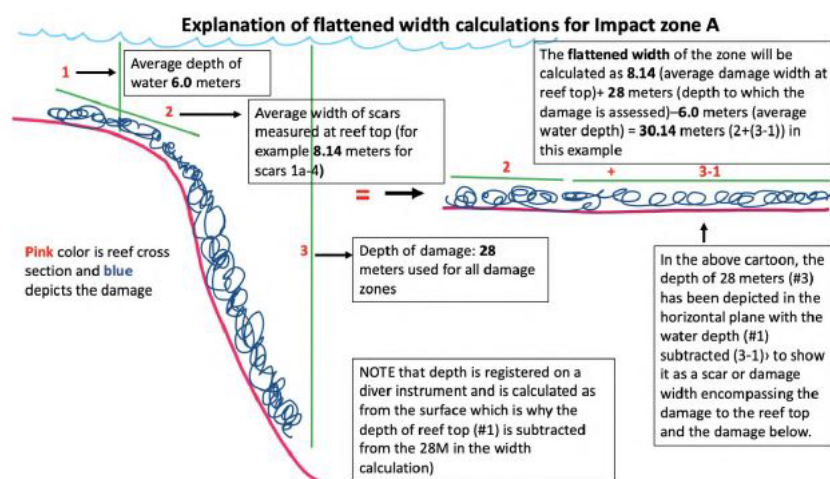 Explanation of flattened width calculations for Impact zone A
1
Average depth of
water 6.0 meters
2
Average width of scars
measured at reef top (for
example 8.14 meters for
scars 1a-4)
The flattened width of the zone will be
calculated as 8.14 (average damage width at
reef top)+ 28 meters (depth to which the
damage is assessed)–6.0 meters (average
water depth) = 30.14 meters (2+(3-1)) in
this example
=
2 + 3-1
Pink color is reef cross
section and blue
depicts the damage
3
Depth of damage: 28
meters used for all damage
zones
In the above cartoon, the
depth of 28 meters (#3)
has been depicted in the
horizontal plane with the
water depth (#1)
subtracted (3-1)› to show
it as a scar or damage
width encompassing the
damage to the reef top
and the damage below.
NOTE that depth is registered on a
diver instrument and is calculated as
from the surface which is why the
depth of reef top (#1) is subtracted
from the 28M in the width
calculation)